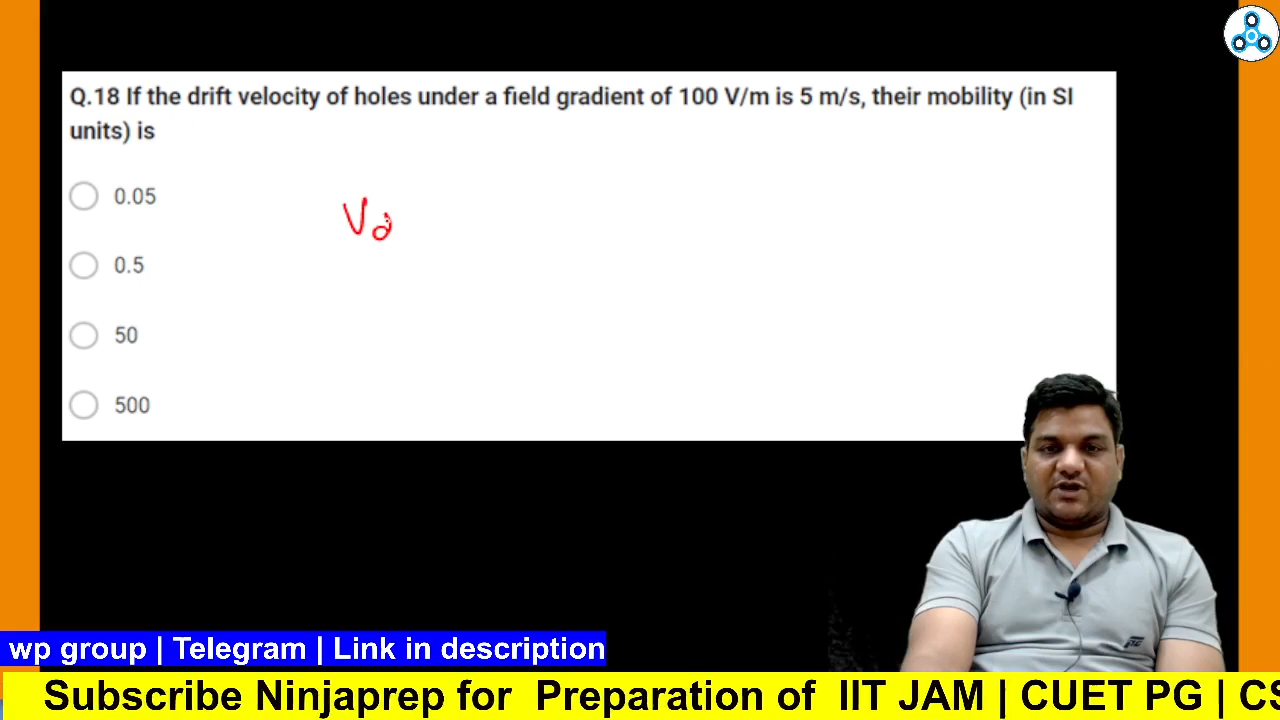 Q.18 If the drift velocity of holes under a field gradient of 100 V/m is 5 m/s, their mobility (in SI
units) is
0.05
Vd
0.5
50
500
wp group | Telegram | Link in description
Subscribe Ninjaprep for Preparation of IIT JAM | CUET PG | CS